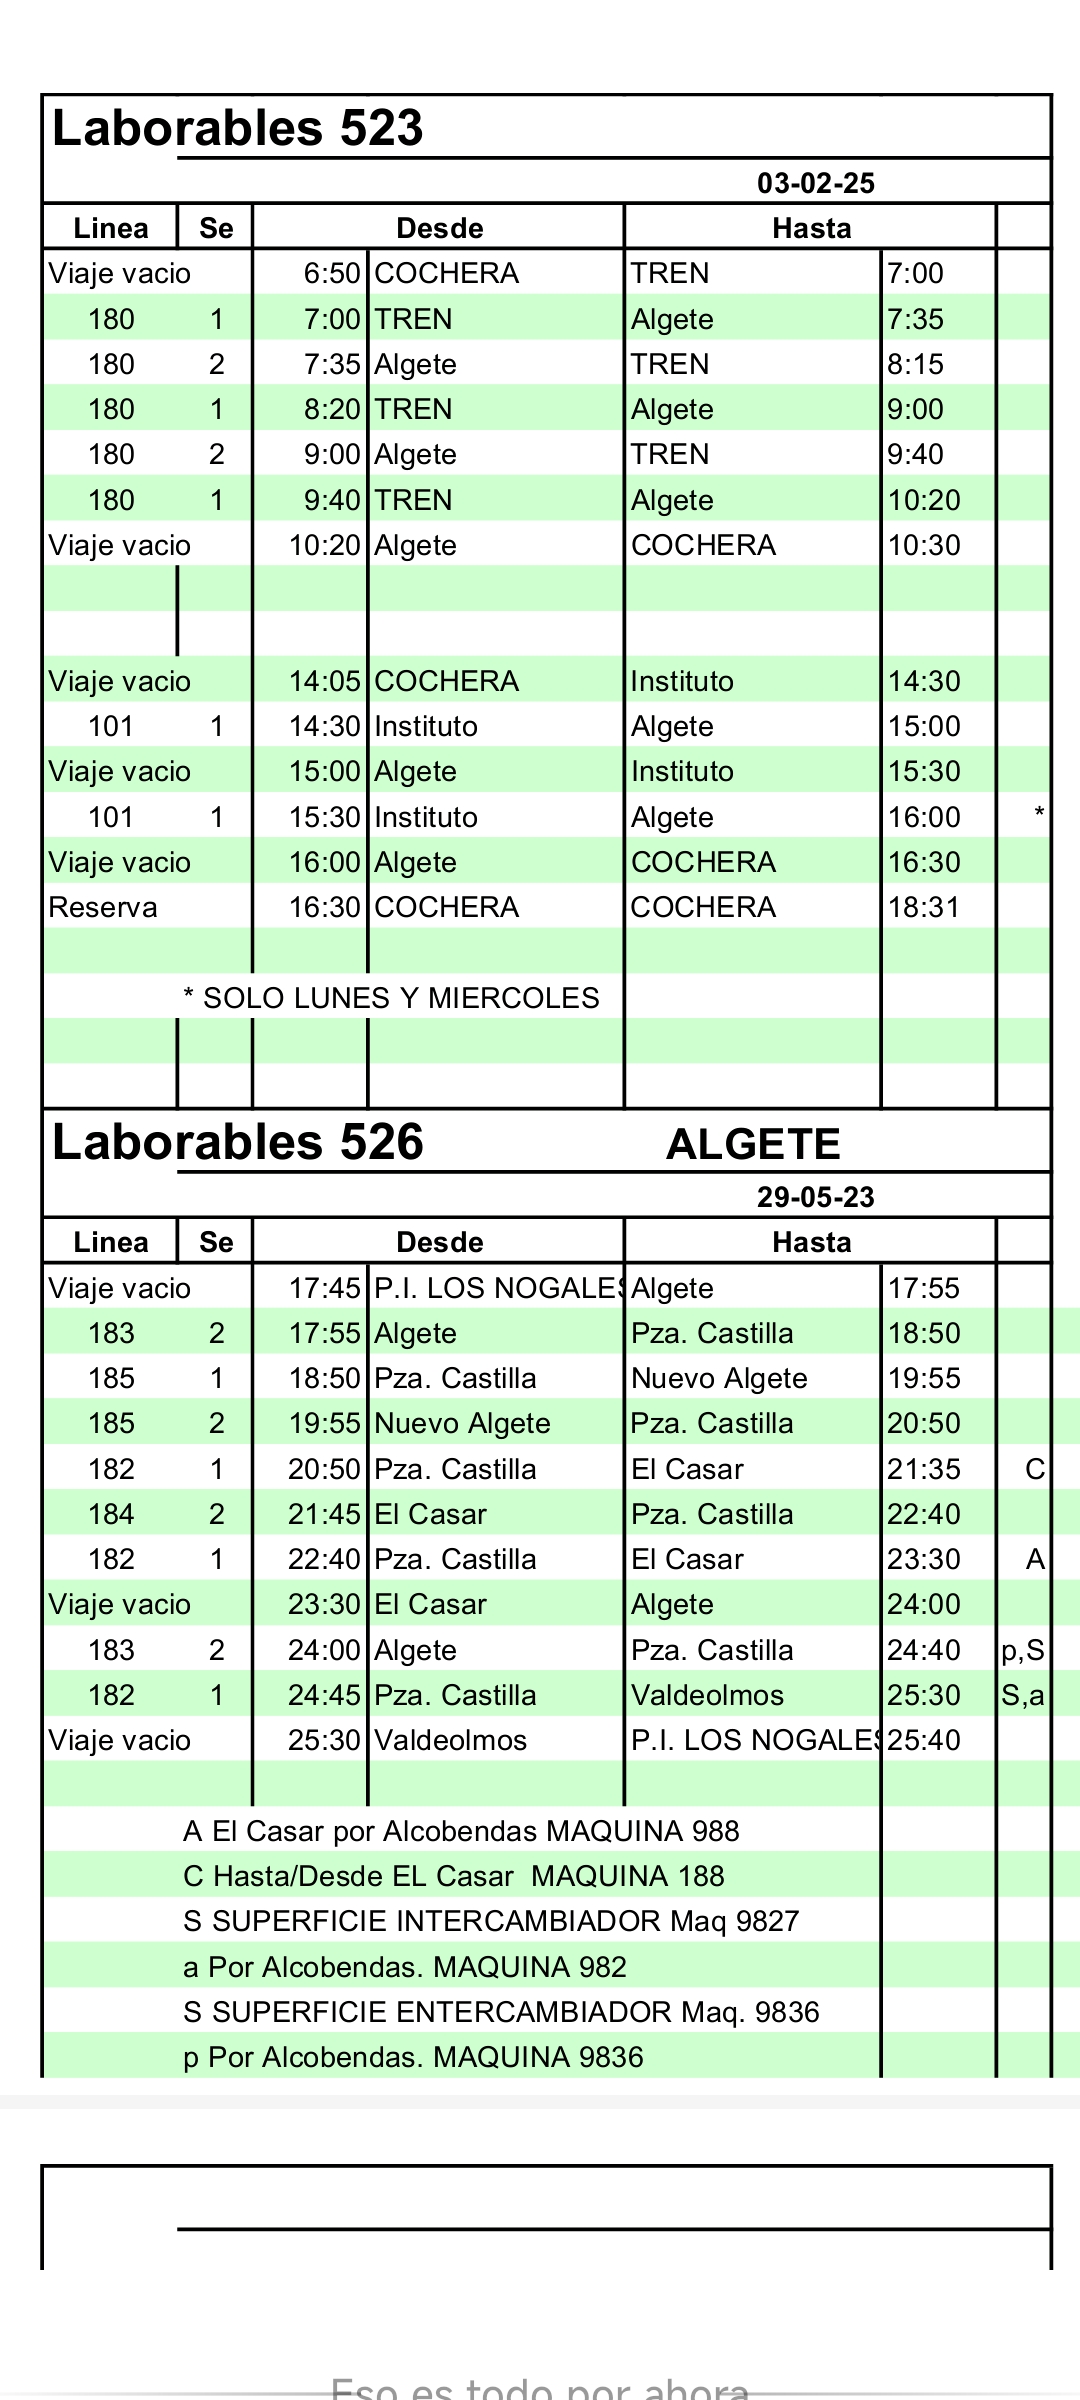 Laborables 523
03-02-25
Linea Se Desde Hasta
Viaje vacio 6:50 COCHERA TREN 7:00
180 1 7:00 TREN Algete 7:35
180 2 7:35 Algete TREN 8:15
180 1 8:20 TREN Algete 9:00
180 2 9:00 Algete TREN 9:40
180 1 9:40 TREN Algete 10:20
Viaje vacio 10:20 Algete COCHERA 10:30
Viaje vacio 14:05 COCHERA Instituto 14:30
101 1 14:30 Instituto Algete 15:00
Viaje vacio 15:00 Algete Instituto 15:30
101 1 15:30 Instituto Algete 16:00 *
Viaje vacio 16:00 Algete COCHERA 16:30
Reserva 16:30 COCHERA COCHERA 18:31
* SOLO LUNES Y MIERCOLES
Laborables 526 ALGETE
29-05-23
Linea Se Desde Hasta
Viaje vacio 17:45 P.I. LOS NOGALES Algete 17:55
183 2 17:55 Algete Pza. Castilla 18:50
185 1 18:50 Pza. Castilla Nuevo Algete 19:55
185 2 19:55 Nuevo Algete Pza. Castilla 20:50
182 1 20:50 Pza. Castilla El Casar 21:35 C
184 2 21:45 El Casar Pza. Castilla 22:40
182 1 22:40 Pza. Castilla El Casar 23:30 A
Viaje vacio 23:30 El Casar Algete 24:00
183 2 24:00 Algete Pza. Castilla 24:40 p,S
182 1 24:45 Pza. Castilla Valdeolmos 25:30 S,a
Viaje vacio 25:30 Valdeolmos P.I. LOS NOGALES 25:40
A El Casar por Alcobendas MAQUINA 988
C Hasta/Desde EL Casar MAQUINA 188
S SUPERFICIE INTERCAMBIADOR Maq 9827
a Por Alcobendas. MAQUINA 982
S SUPERFICIE ENTERCAMBIADOR Maq. 9836
p Por Alcobendas. MAQUINA 9836
Eso es todo por ahora